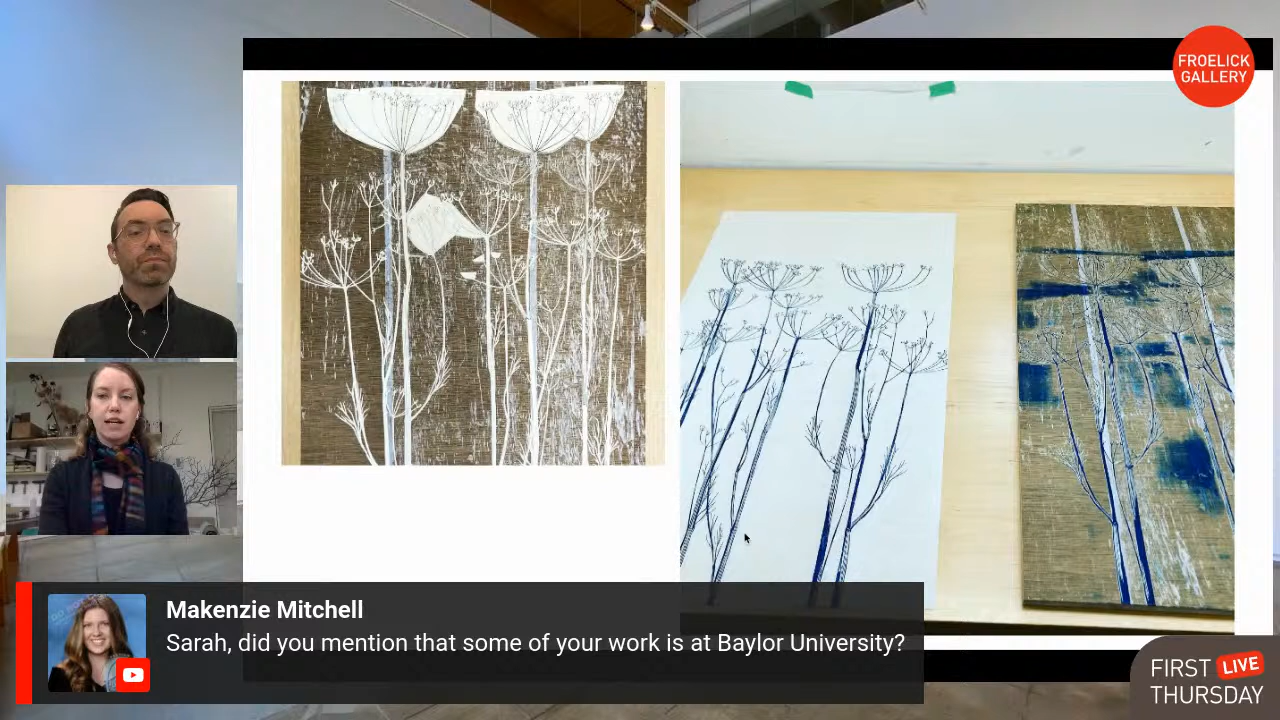 FROELICK
GALLERY
Makenzie Mitchell
Sarah, did you mention that some of your work is at Baylor University?
FIRST LIVE
THURSDAY